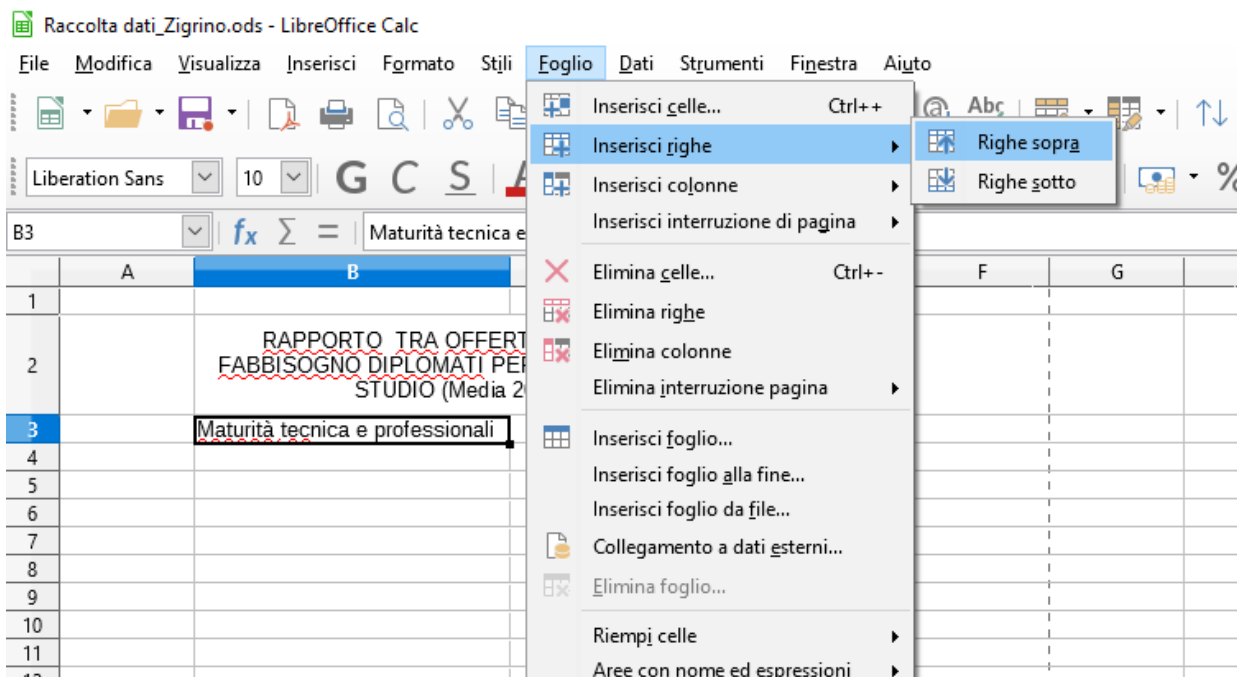 Raccolta dati_Zigrino.ods - LibreOffice Calc
File Modifica Visualizza Inserisci Formato Stili Foglio Dati Strumenti Finestra Aiuto
Inserisci celle... Ctrl++
Abc
Inserisci righe
Righe sopra
Liberation Sans 10 G C S A
Inserisci colonne
Righe sotto
%
Inserisci interruzione di pagina
B3 fx Σ = Maturità tecnica e
Elimina celle... Ctrl+-
A B F G
1
Elimina righe
2
RAPPORTO TRA
FABBISOGNO DIPLOMATI
STUDIO (Media
Elimina colonne
Elimina interruzione pagina
3 Maturità tecnica e professionali
Inserisci foglio...
4
Inserisci foglio alla fine...
5
Inserisci foglio da file...
6
7
Collegamento a dati esterni...
8
Elimina foglio...
9
10
Riempi celle
11
Aree con nome ed espressioni